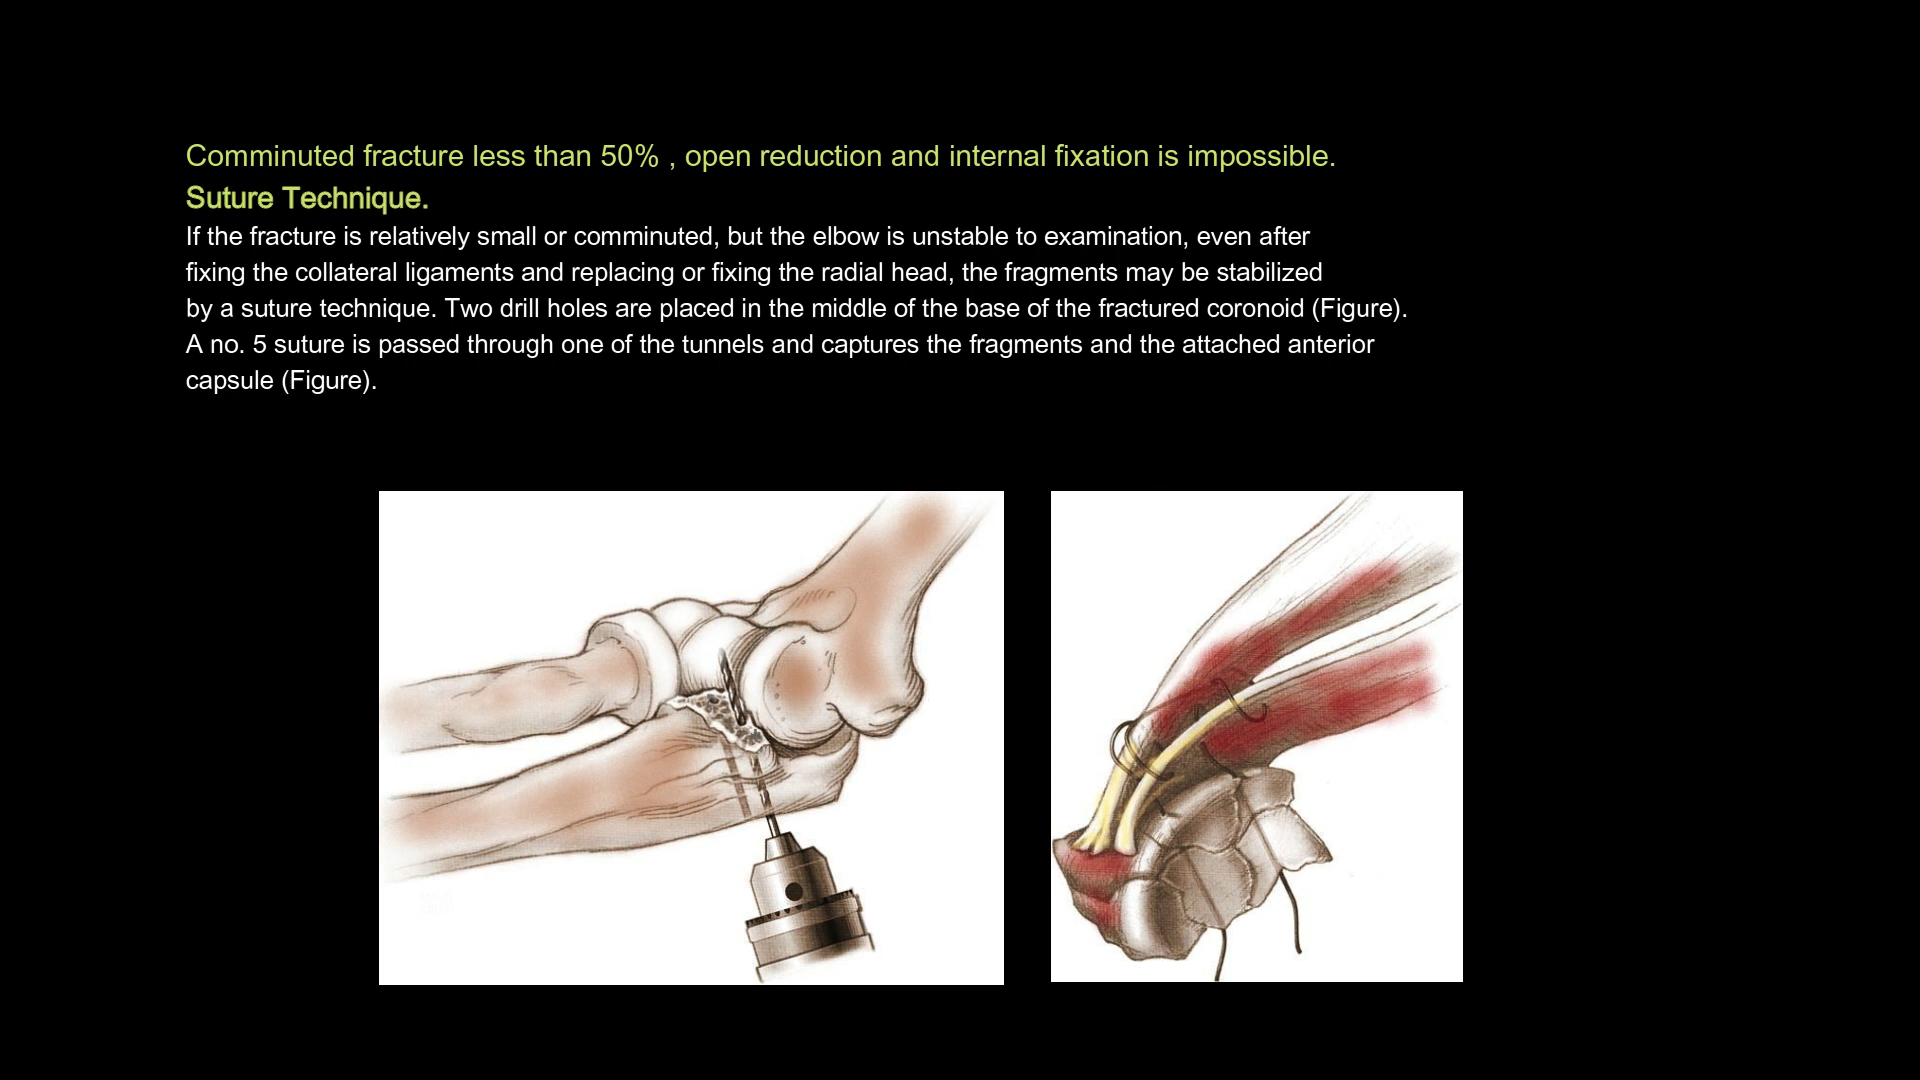 Comminuted fracture less than 50% , open reduction and internal fixation is impossible.
Suture Technique.
If the fracture is relatively small or comminuted, but the elbow is unstable to examination, even after
fixing the collateral ligaments and replacing or fixing the radial head, the fragments may be stabilized
by a suture technique. Two drill holes are placed in the middle of the base of the fractured coronoid (Figure).
A no. 5 suture is passed through one of the tunnels and captures the fragments and the attached anterior
capsule (Figure).